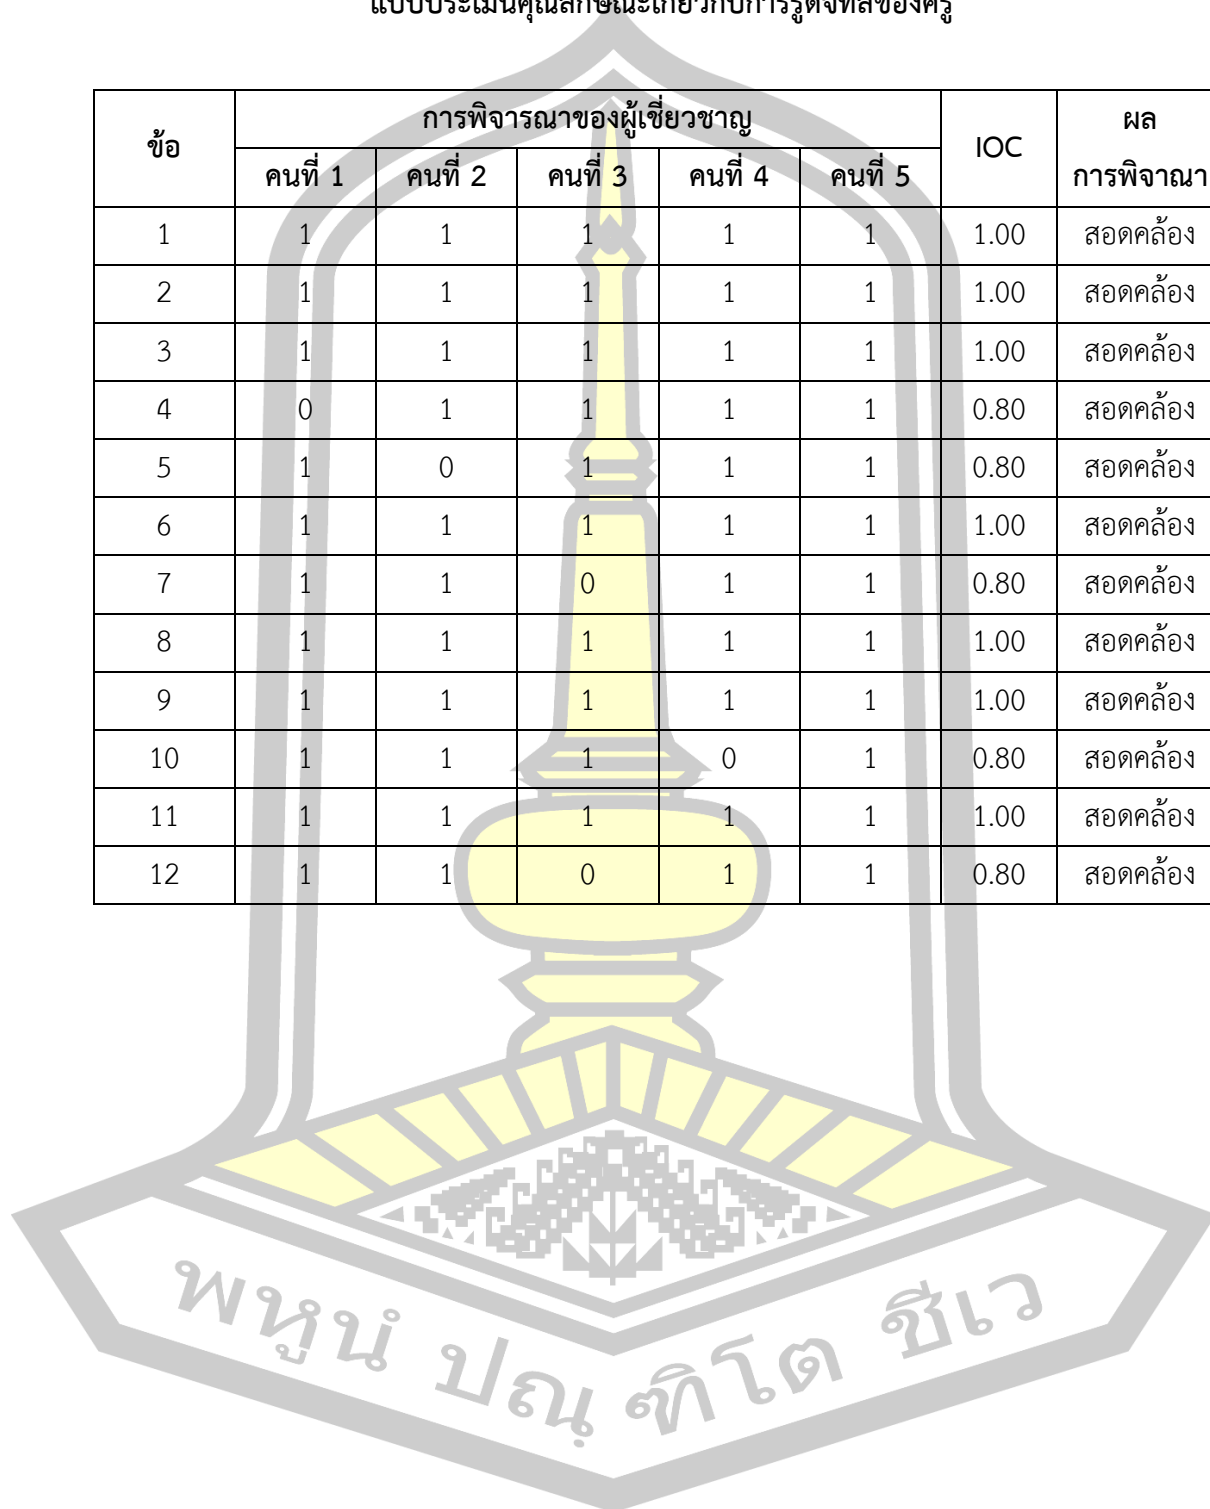 แบบประเมินคุณลักษณะเกี่ยวกับการรู้ดิจิทัลของครู
ข้อ การพิจารณาของผู้เชี่ยวชาญ IOC ผล
คนที่ 1 คนที่ 2 คนที่ 3 คนที่ 4 คนที่ 5 การพิจาณา
1 1 1 1 1 1 1.00 สอดคล้อง
2 1 1 1 1 1 1.00 สอดคล้อง
3 1 1 1 1 1 1.00 สอดคล้อง
4 0 1 1 1 1 0.80 สอดคล้อง
5 1 0 1 1 1 0.80 สอดคล้อง
6 1 1 1 1 1 1.00 สอดคล้อง
7 1 1 0 1 1 0.80 สอดคล้อง
8 1 1 1 1 1 1.00 สอดคล้อง
9 1 1 1 1 1 1.00 สอดคล้อง
10 1 1 1 0 1 0.80 สอดคล้อง
11 1 1 1 1 1 1.00 สอดคล้อง
12 1 1 0 1 1 0.80 สอดคล้อง
พหูนํ ปณฺฑิโต ชีเว